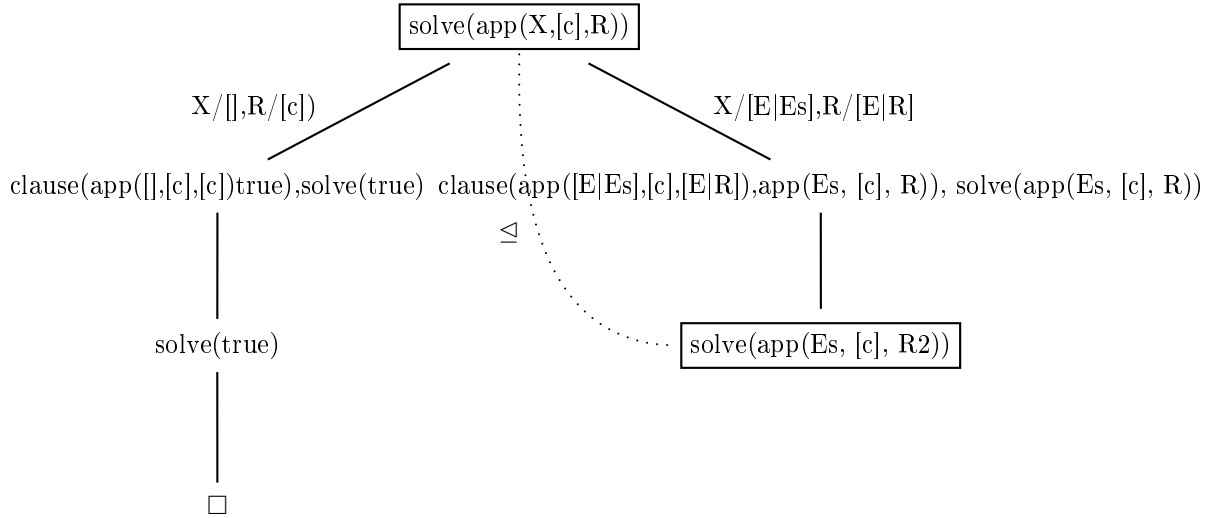 solve(app(X,[c],R))
X/[],R/[c])
X/[E|Es],R/[E|R]
clause(app([],[c],[c])true),solve(true)
clause(app([E|Es],[c],[E|R]),app(Es, [c], R)), solve(app(Es, [c], R))
⊴
solve(true)
solve(app(Es, [c], R2))
□